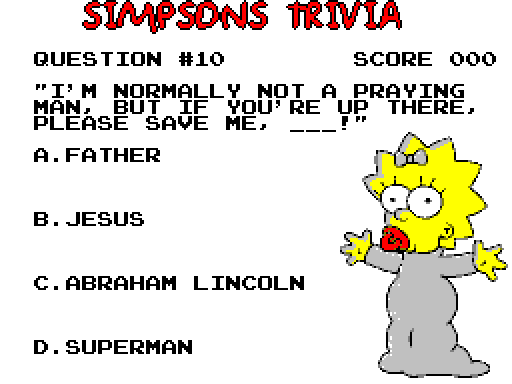 SIMPSONS TRIVIA
QUESTION #10 SCORE 000
"I'M NORMALLY NOT A PRAYING
MAN, BUT IF YOU'RE UP THERE,
PLEASE SAVE ME, ___!"
A.FATHER
B.JESUS
C.ABRAHAM LINCOLN
D.SUPERMAN